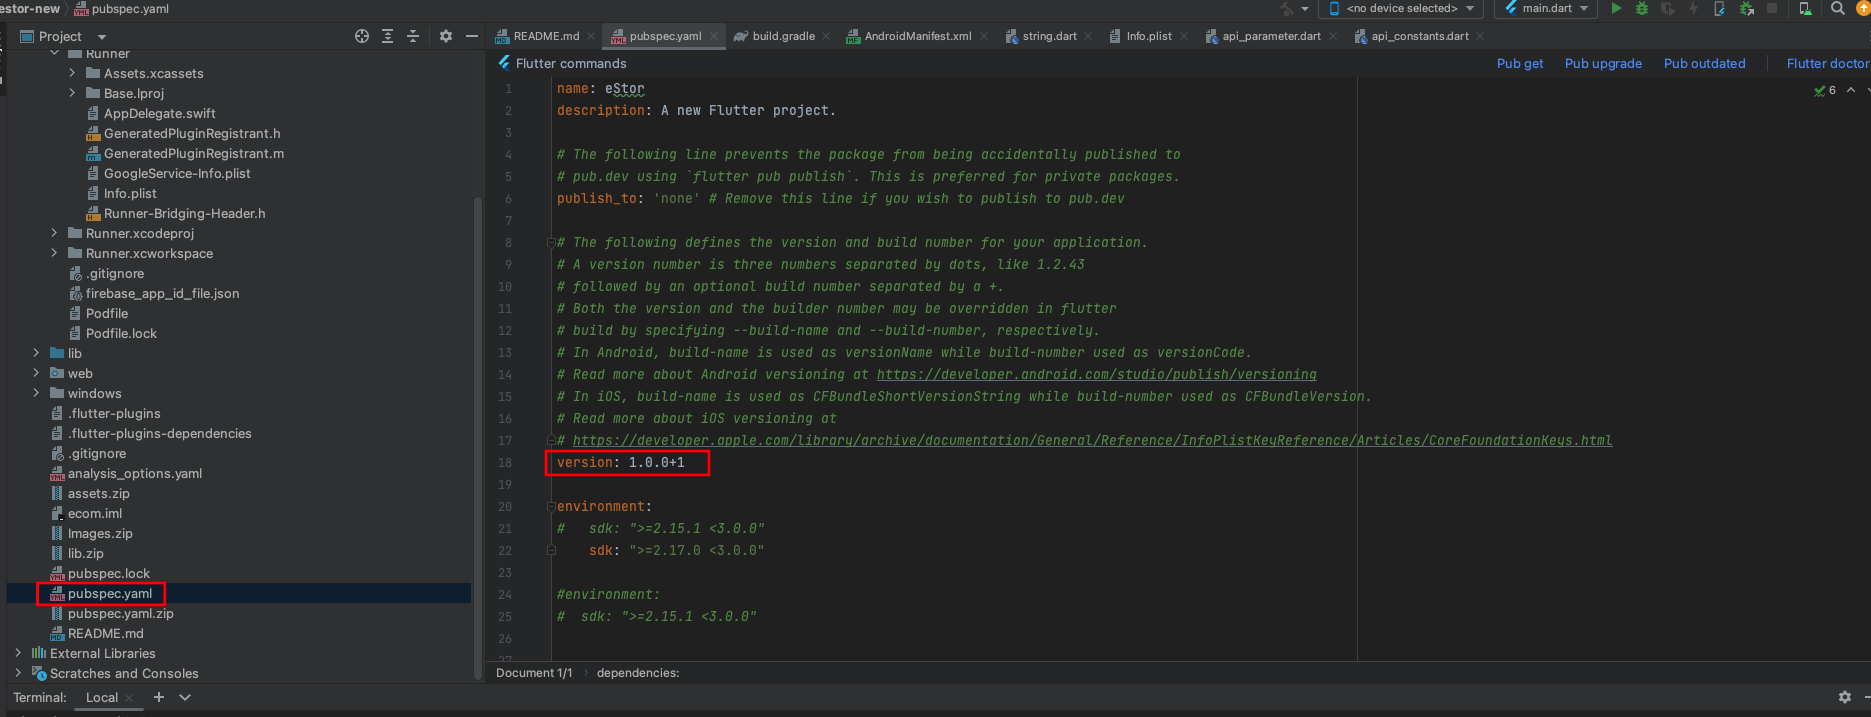 estor-new
pubspec.yaml
<no device selected>
main.dart
Project
README.md
pubspec.yaml
build.gradle
AndroidManifest.xml
string.dart
Info.plist
api_parameter.dart
api_constants.dart
Flutter commands
Pub get
Pub upgrade
Pub outdated
Flutter doctor
Runner
Assets.xcassets
Base.lproj
AppDelegate.swift
GeneratedPluginRegistrant.h
GeneratedPluginRegistrant.m
GoogleService-Info.plist
Info.plist
Runner-Bridging-Header.h
Runner.xcodeproj
Runner.xcworkspace
.gitignore
firebase_app_id_file.json
Podfile
Podfile.lock
lib
web
windows
.flutter-plugins
.flutter-plugins-dependencies
.gitignore
analysis_options.yaml
assets.zip
ecom.iml
Images.zip
lib.zip
pubspec.lock
pubspec.yaml
pubspec.yaml.zip
README.md
External Libraries
Scratches and Consoles
1 name: eStor
2 description: A new Flutter project.
3
4 # The following line prevents the package from being accidentally published to
5 # pub.dev using `flutter pub publish`. This is preferred for private packages.
6 publish_to: 'none' # Remove this line if you wish to publish to pub.dev
7
8 # The following defines the version and build number for your application.
9 # A version number is three numbers separated by dots, like 1.2.43
10 # followed by an optional build number separated by a +.
11 # Both the version and the builder number may be overridden in flutter
12 # build by specifying --build-name and --build-number, respectively.
13 # In Android, build-name is used as versionName while build-number used as versionCode.
14 # Read more about Android versioning at https://developer.android.com/studio/publish/versioning
15 # In iOS, build-name is used as CFBundleShortVersionString while build-number used as CFBundleVersion.
16 # Read more about iOS versioning at
17 # https://developer.apple.com/library/archive/documentation/General/Reference/InfoPlistKeyReference/Articles/CoreFoundationKeys.html
18 version: 1.0.0+1
19
20 environment:
21 #   sdk: ">=2.15.1 <3.0.0"
22     sdk: ">=2.17.0 <3.0.0"
23
24 #environment:
25 #  sdk: ">=2.15.1 <3.0.0"
26
27
6
Document 1/1
dependencies:
Terminal:
Local